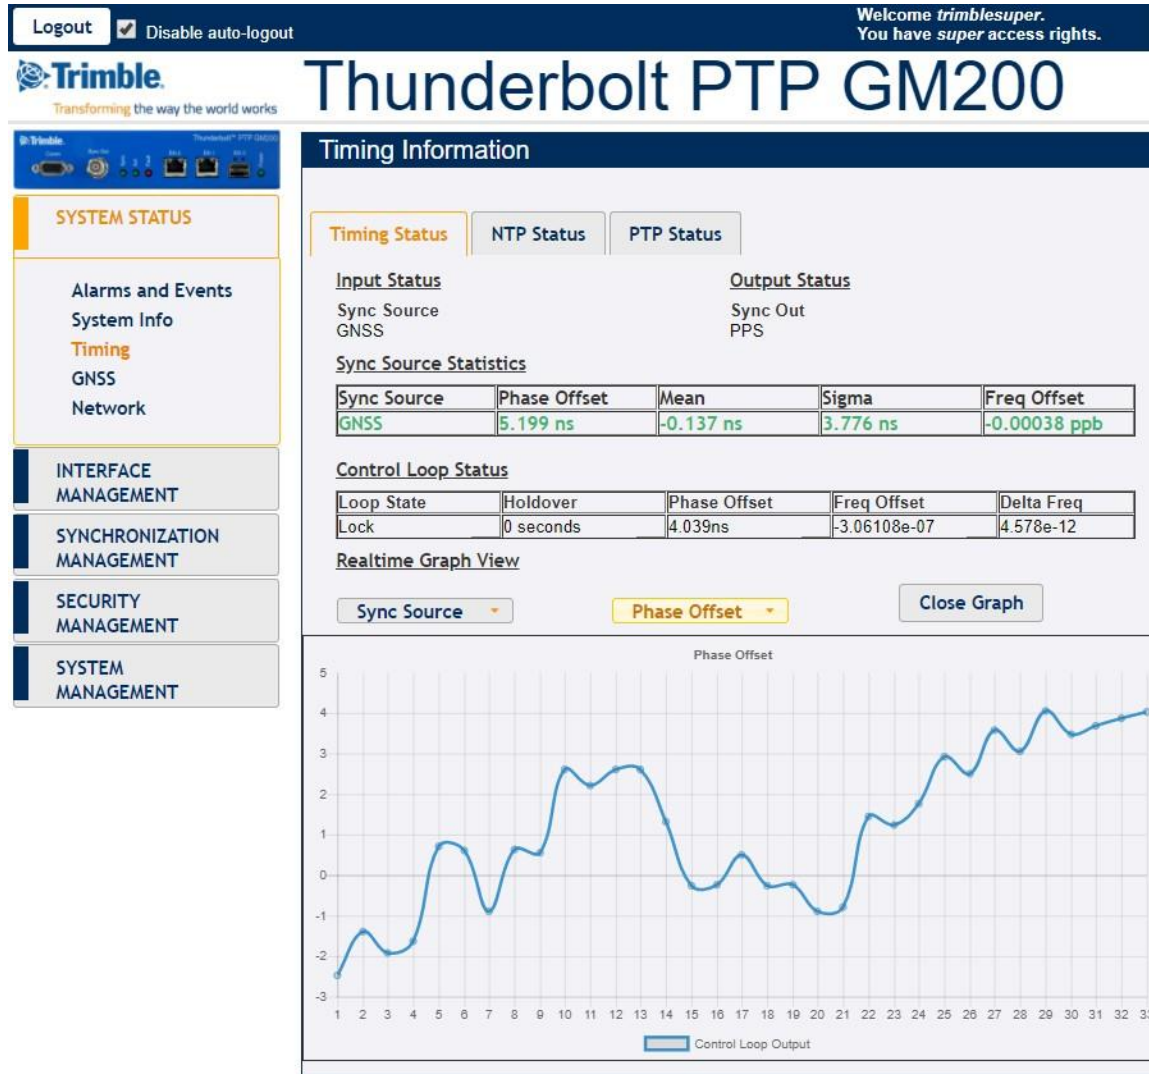 Logout
Disable auto-logout
Welcome trimblesuper.
You have super access rights.
Trimble.
Transforming the way the world works
Thunderbolt PTP GM200
Trimble.
Thunderbolt™ PTP GM200
Timing Information
SYSTEM STATUS
Alarms and Events
System Info
Timing
GNSS
Network
INTERFACE
MANAGEMENT
SYNCHRONIZATION
MANAGEMENT
SECURITY
MANAGEMENT
SYSTEM
MANAGEMENT
Timing Status NTP Status PTP Status
Input Status Output Status
Sync Source Sync Out
GNSS PPS
Sync Source Statistics
Sync Source Phase Offset Mean Sigma Freq Offset
GNSS 5.199 ns -0.137 ns 3.776 ns -0.00038 ppb
Control Loop Status
Loop State Holdover Phase Offset Freq Offset Delta Freq
Lock 0 seconds 4.039ns -3.06108e-07 4.578e-12
Realtime Graph View
Sync Source Phase Offset Close Graph
Phase Offset
5
4
3
2
1
0
-1
-2
-3
1 2 3 4 5 6 7 8 9 10 11 12 13 14 15 16 17 18 19 20 21 22 23 24 25 26 27 28 29 30 31 32
Control Loop Output